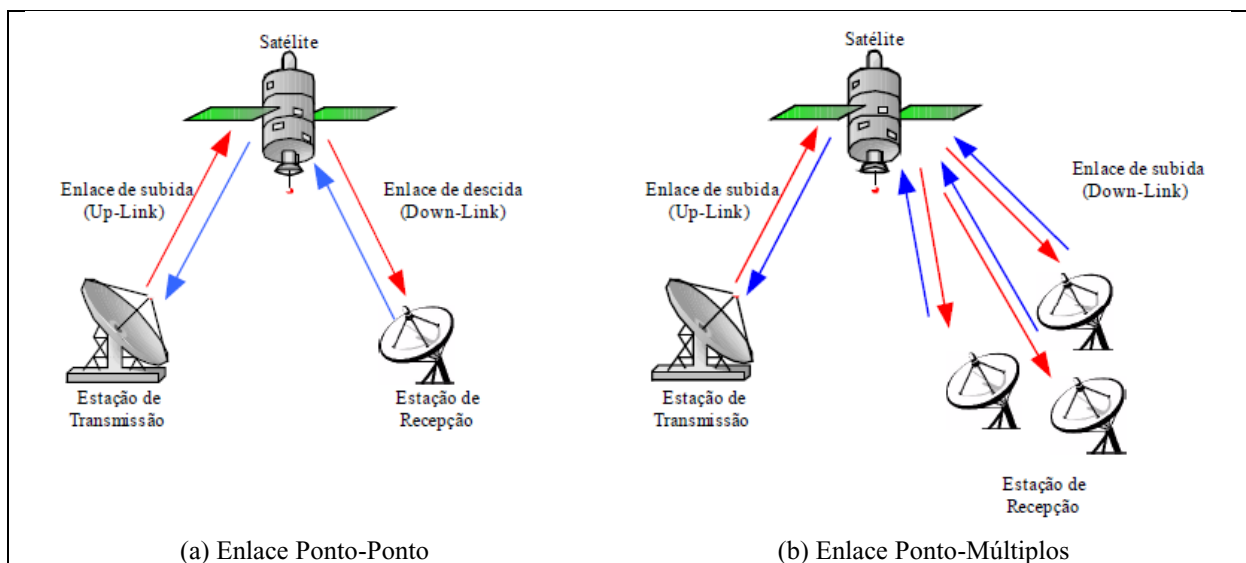 Satélite
Enlace de subida
(Up-Link)
Enlace de descida
(Down-Link)
Estação de
Transmissão
Estação de
Recepção
(a) Enlace Ponto-Ponto
Satélite
Enlace de subida
(Up-Link)
Enlace de subida
(Down-Link)
Estação de
Transmissão
Estação de
Recepção
(b) Enlace Ponto-Múltiplos